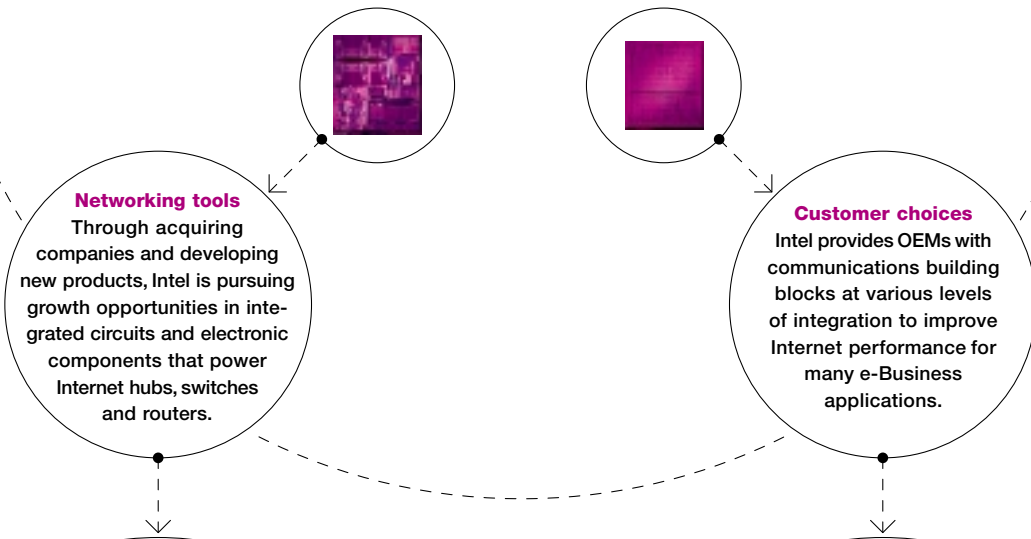 Networking tools
Through acquiring
companies and developing
new products, Intel is pursuing
growth opportunities in inte-
grated circuits and electronic
components that power
Internet hubs, switches
and routers.
Customer choices
Intel provides OEMs with
communications building
blocks at various levels
of integration to improve
Internet performance for
many e-Business
applications.